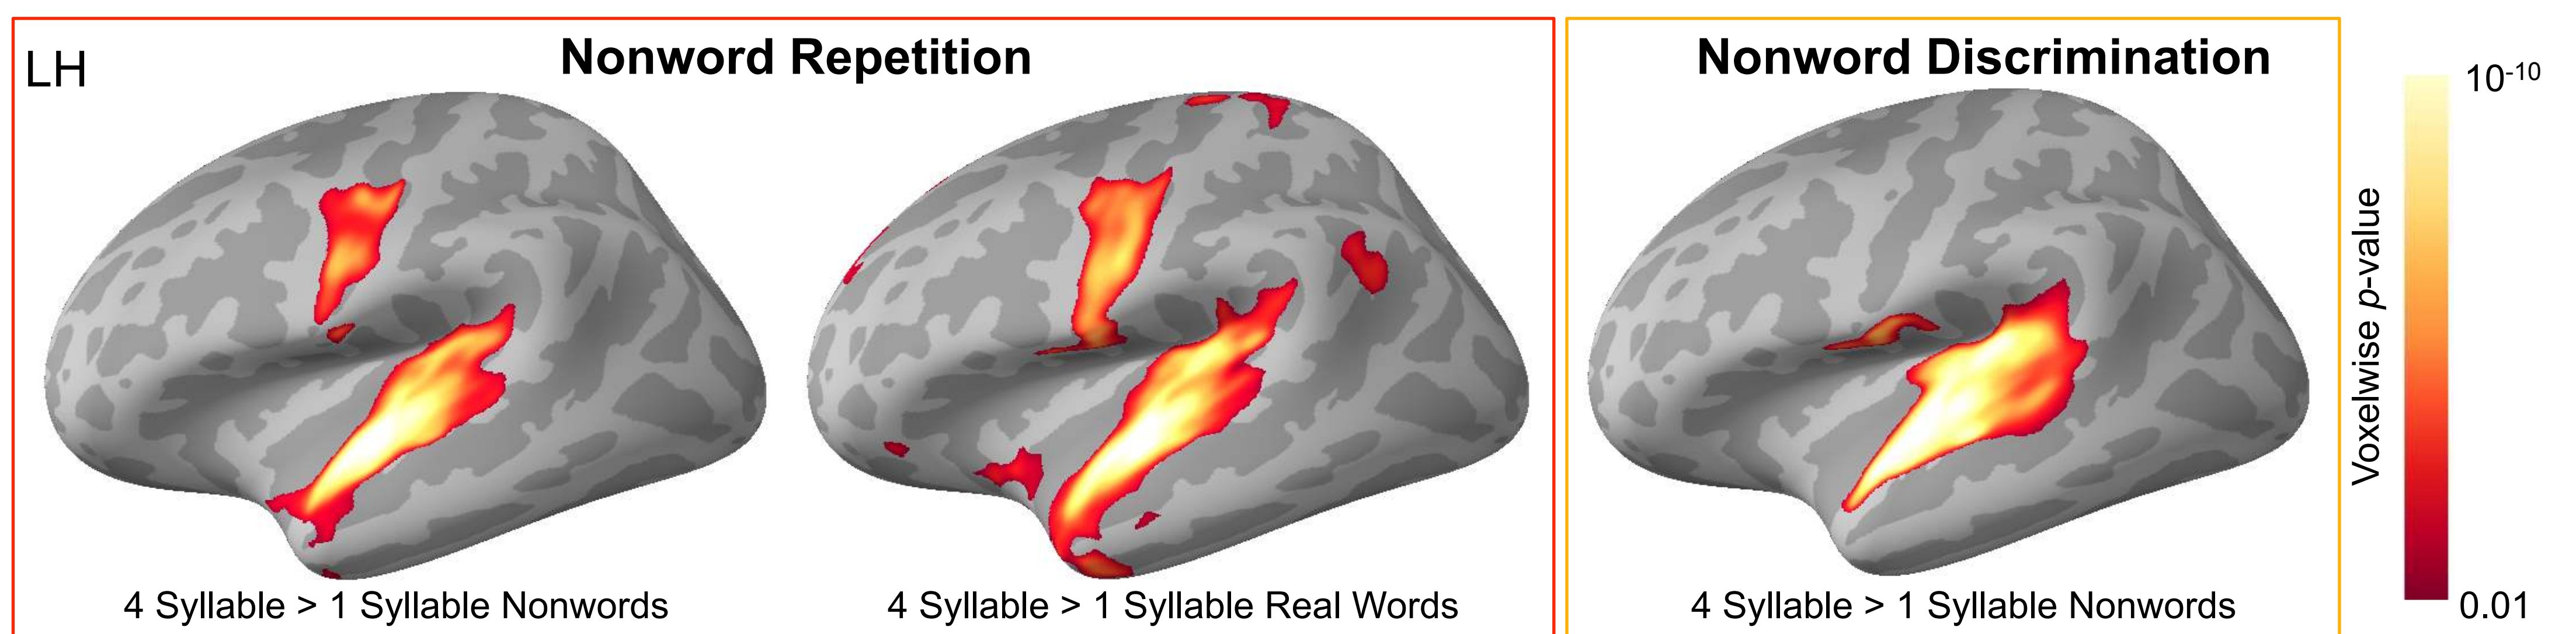 LH
Nonword Repetition
4 Syllable > 1 Syllable Nonwords
4 Syllable > 1 Syllable Real Words
Nonword Discrimination
4 Syllable > 1 Syllable Nonwords
10⁻¹⁰
Voxelwise p-value
0.01